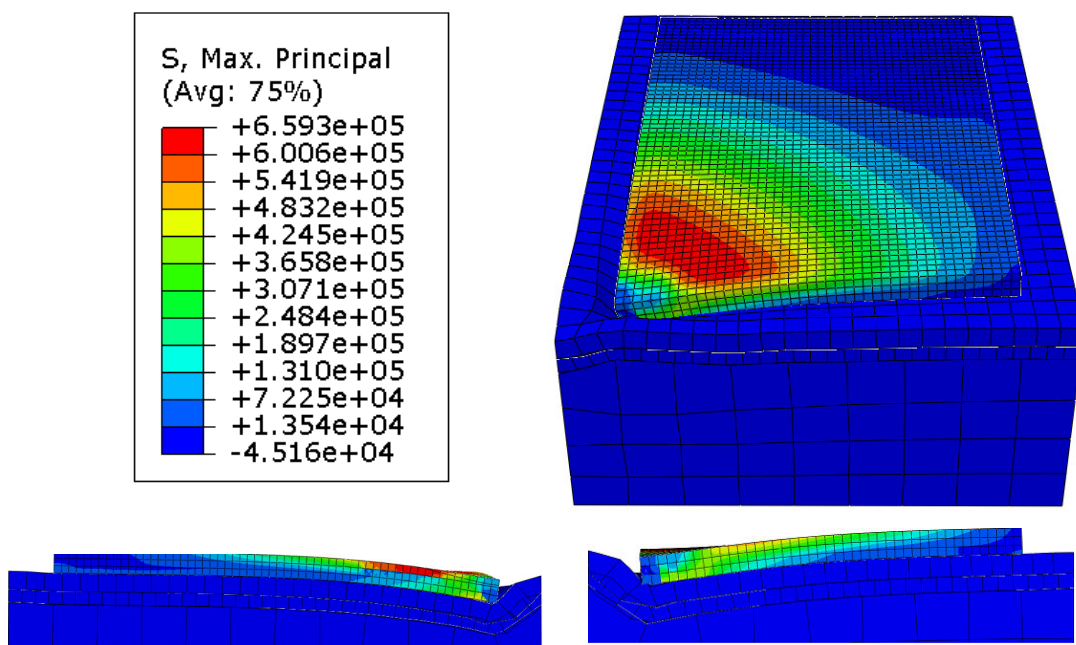 S, Max. Principal
(Avg: 75%)
+6.593e+05
+6.006e+05
+5.419e+05
+4.832e+05
+4.245e+05
+3.658e+05
+3.071e+05
+2.484e+05
+1.897e+05
+1.310e+05
+7.225e+04
+1.354e+04
-4.516e+04